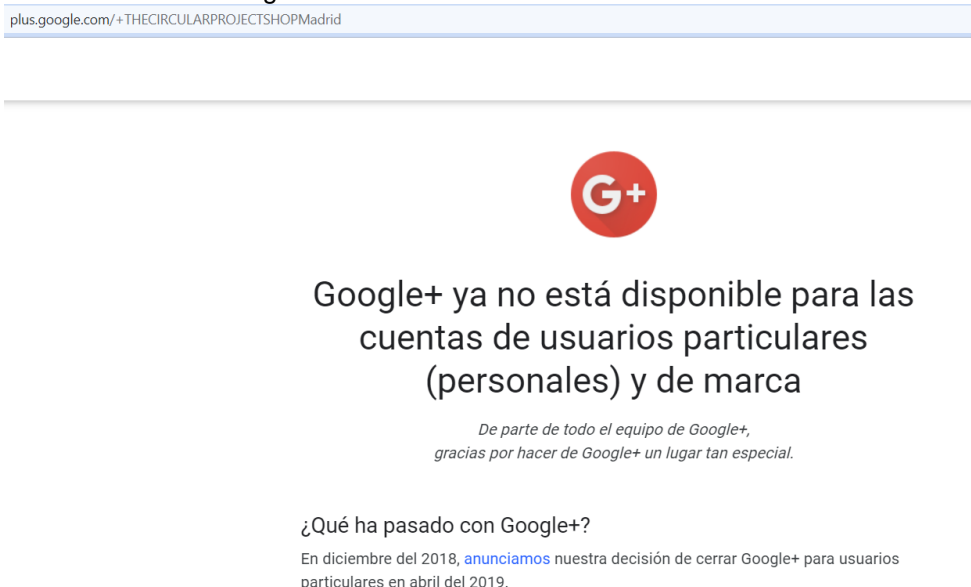 plus.google.com/+THECIRCULARPROJECTSHOPMadrid
G+
Google+ ya no está disponible para las
cuentas de usuarios particulares
(personales) y de marca
De parte de todo el equipo de Google+,
gracias por hacer de Google+ un lugar tan especial.
¿Qué ha pasado con Google+?
En diciembre del 2018, anunciamos nuestra decisión de cerrar Google+ para usuarios
particulares en abril del 2019.